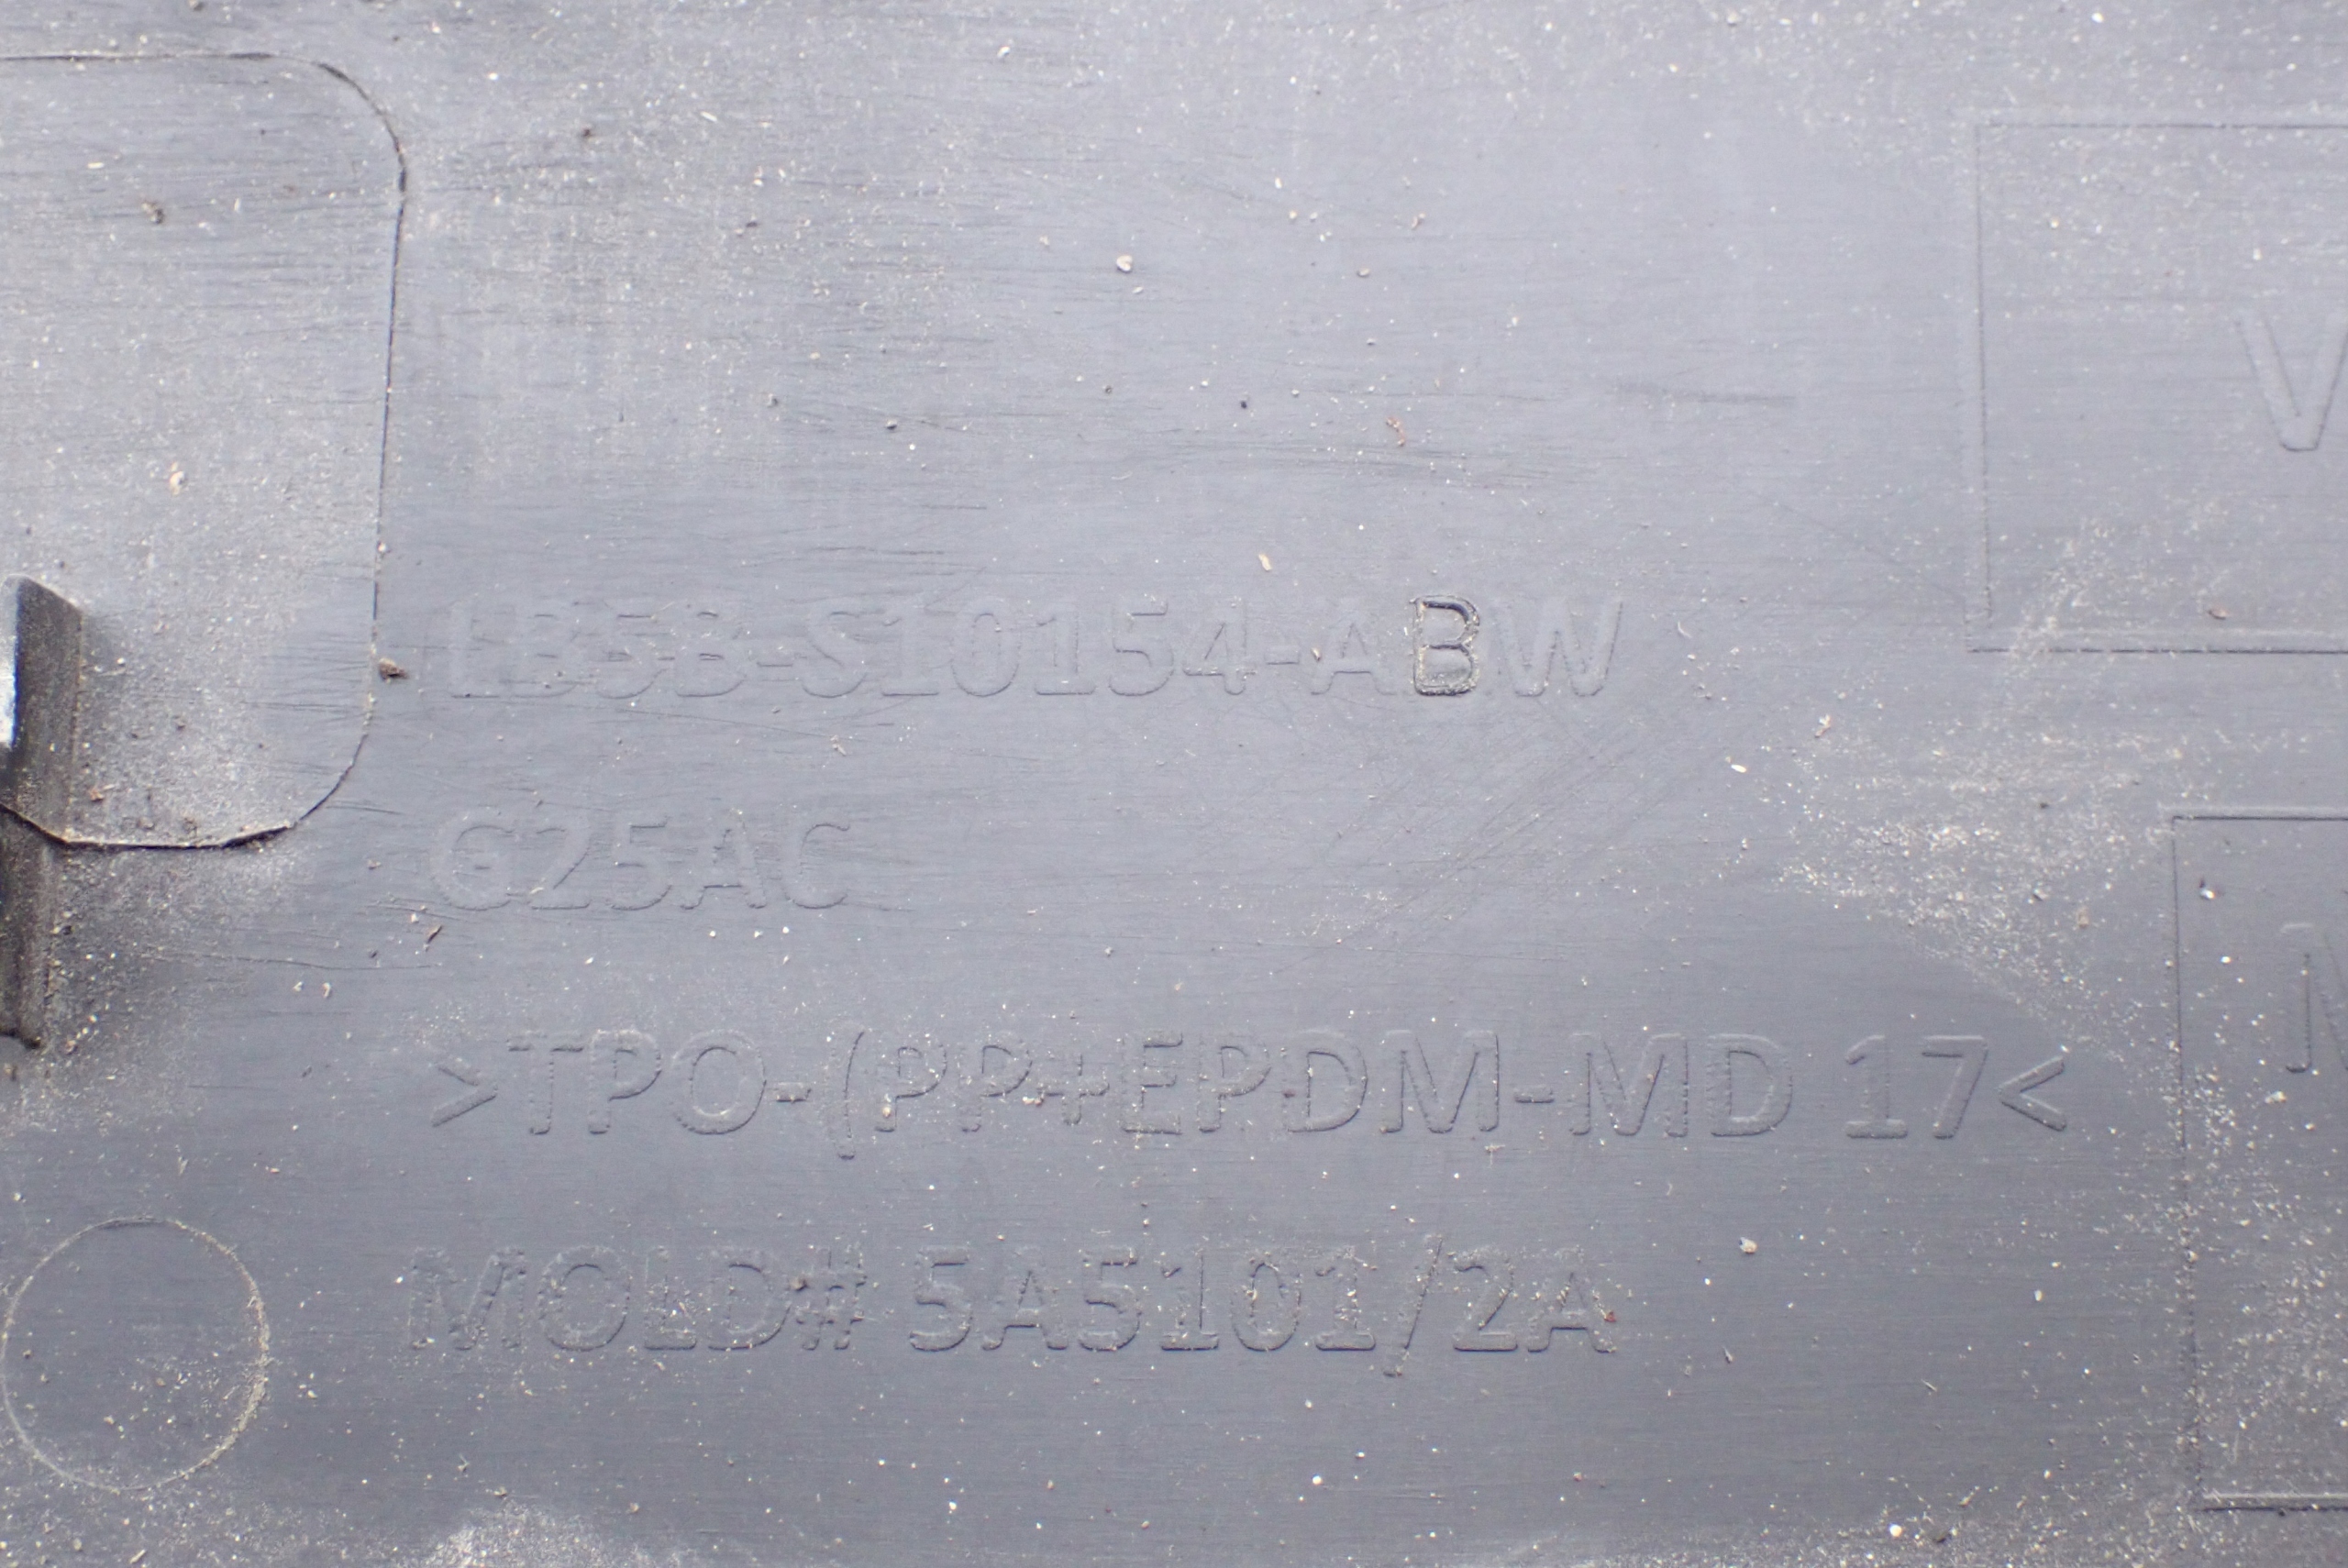 LB5B-S10154-ABW
G25AC
>TPO-(PP+EPDM-MD 17<
MOLD# 5A5101/2A
V